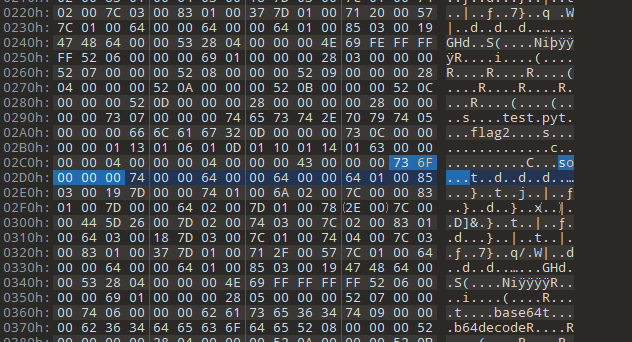 0220h: 02 00 7C 03 00 83 01 00 37 7D 01 00 71 20 00 57 ..|..ƒ..7}..q .W
0230h: 7C 01 00 64 00 00 64 00 00 64 01 00 85 03 00 19 |..d..d..d..…...
0240h: 47 48 64 00 00 53 28 04 00 00 00 4E 69 FE FF FF GHd..S(....Niþÿÿ
0250h: FF 52 06 00 00 00 69 01 00 00 00 28 03 00 00 00 ÿR....i....(....
0260h: 52 07 00 00 00 52 08 00 00 00 52 09 00 00 00 28 R....R....R....(
0270h: 04 00 00 00 52 0A 00 00 00 52 0B 00 00 00 52 0C ....R....R....R.
0280h: 00 00 00 52 0D 00 00 00 28 00 00 00 00 28 00 00 ...R....(....(..
0290h: 00 00 73 07 00 00 00 74 65 73 74 2E 70 79 74 05 ..s....test.pyt.
02A0h: 00 00 00 66 6C 61 67 32 0D 00 00 00 73 0C 00 00 ...flag2....s...
02B0h: 00 00 01 13 01 06 01 0D 01 10 01 14 01 63 00 00 .............c..
02C0h: 00 00 04 00 00 00 04 00 00 00 43 00 00 00 73 6F ..........C...so
02D0h: 00 00 00 74 00 00 64 00 00 64 00 00 64 01 00 85 ...t..d..d..d..…
02E0h: 03 00 19 7D 00 00 74 01 00 6A 02 00 7C 00 00 83 ...}..t..j..|..ƒ
02F0h: 01 00 7D 01 00 64 02 00 7D 01 00 78 2E 00 7C 00 ..}..d..}..x..|.
0300h: 00 44 5D 26 00 7D 02 00 74 03 00 7C 02 00 83 01 .D]&.}..t..|..ƒ.
0310h: 00 64 03 00 18 7D 03 00 7C 01 00 74 04 00 7C 03 .d...}..|..t..|.
0320h: 00 83 01 00 37 7D 01 00 71 2F 00 57 7C 01 00 64 .ƒ..7}..q/.W|..d
0330h: 00 00 64 00 00 64 01 00 85 03 00 19 47 48 64 00 ..d..d..…...GHd.
0340h: 00 53 28 04 00 00 00 4E 69 FF FF FF FF 52 06 00 .S(....NiÿÿÿÿR..
0350h: 00 00 69 01 00 00 00 28 05 00 00 00 52 07 00 00 ..i....(....R...
0360h: 00 74 06 00 00 00 62 61 73 65 36 34 74 09 00 00 .t....base64t...
0370h: 00 62 36 34 64 65 63 6F 64 65 52 08 00 00 00 52 .b64decodeR....R